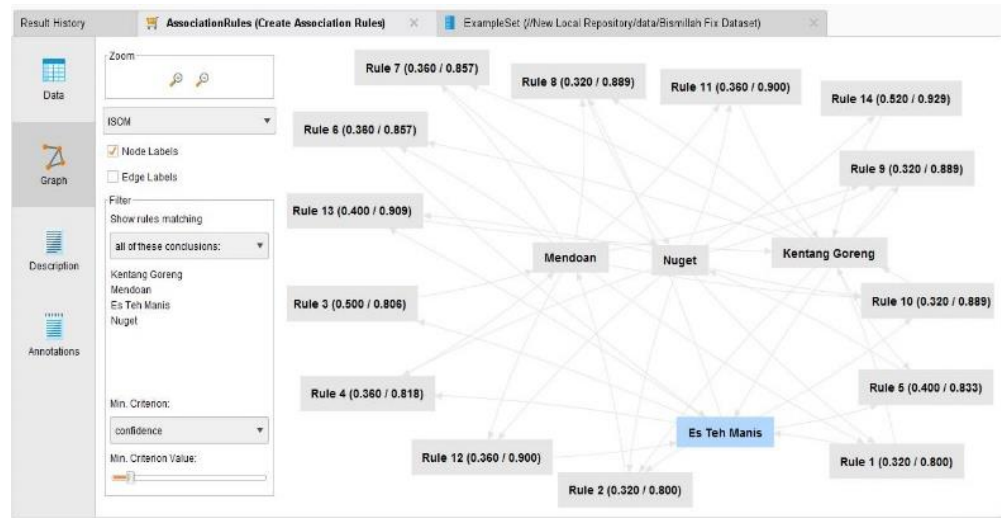 Result History
AssociationRules (Create Association Rules)
ExampleSet (//New Local Repository/data/Bismillah Fix Dataset)
Data
Graph
Description
Annotations
Zoom
ISOM
Node Labels
Edge Labels
Filter
Show rules matching
all of these conclusions:
Kentang Goreng
Mendoan
Es Teh Manis
Nuget
Min. Criterion:
confidence
Min. Criterion Value:
Rule 7 (0.360 / 0.857)
Rule 8 (0.320 / 0.889)
Rule 11 (0.360 / 0.900)
Rule 14 (0.520 / 0.929)
Rule 6 (0.360 / 0.857)
Rule 9 (0.320 / 0.889)
Rule 13 (0.400 / 0.909)
Mendoan
Nuget
Kentang Goreng
Rule 3 (0.500 / 0.806)
Rule 10 (0.320 / 0.889)
Rule 4 (0.360 / 0.818)
Rule 5 (0.400 / 0.833)
Es Teh Manis
Rule 12 (0.360 / 0.900)
Rule 1 (0.320 / 0.800)
Rule 2 (0.320 / 0.800)